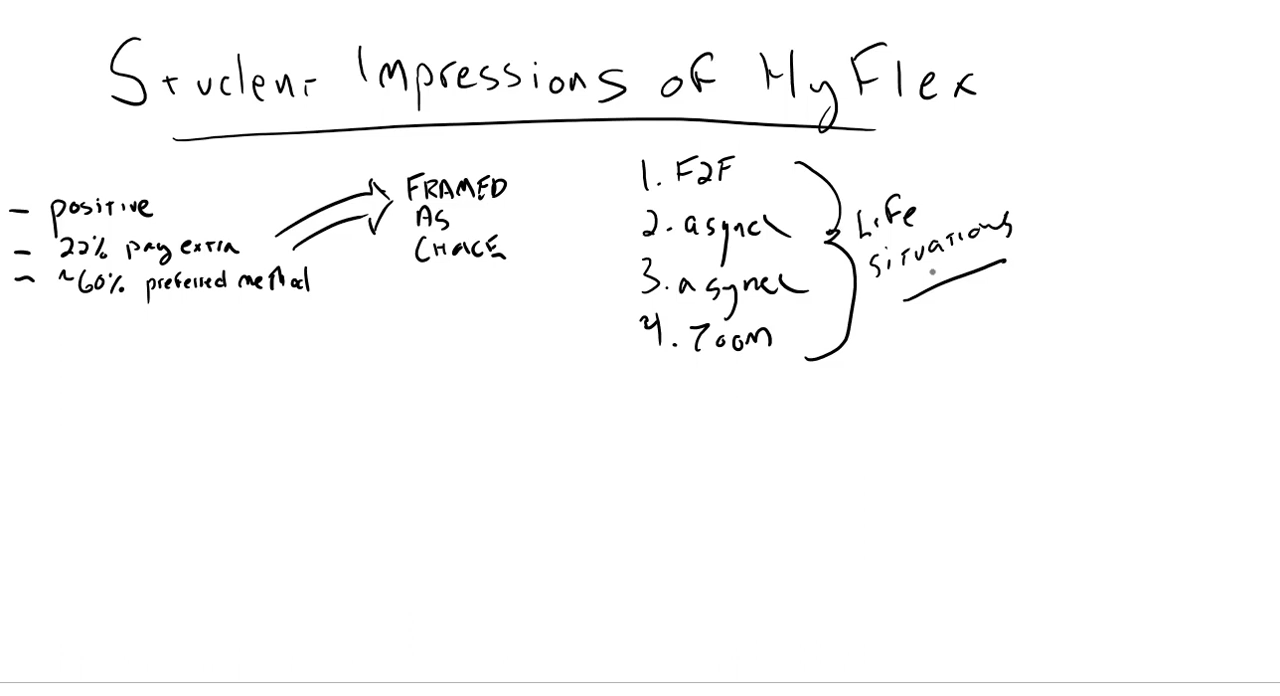 Student Impressions of HyFlex
- positive
- 22% pay extra
- ~60% preferred method
FRAMED
AS
CHOICE
1. F2F
2. async
3. async
4. Zoom
Life
situations